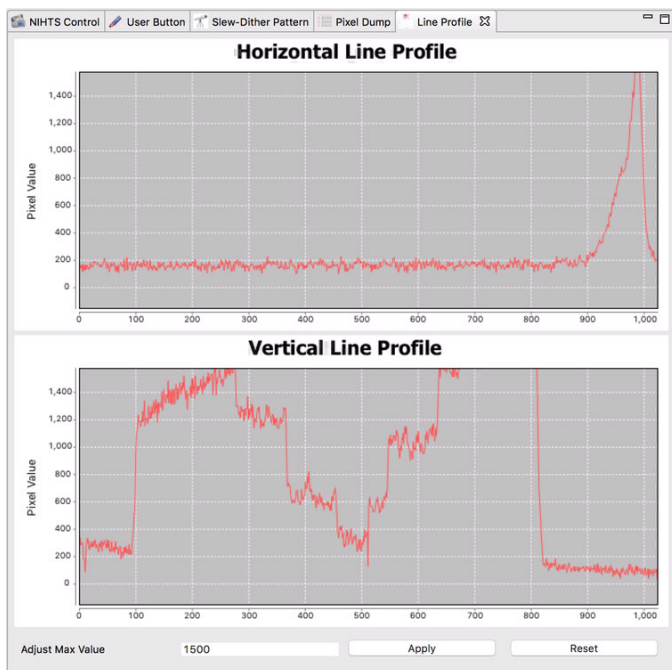 NIHTS Control User Button Slew-Dither Pattern Pixel Dump Line Profile
Horizontal Line Profile
Pixel Value
1,400
1,200
1,000
800
600
400
200
0
0 100 200 300 400 500 600 700 800 900 1,000
Vertical Line Profile
Pixel Value
1,400
1,200
1,000
800
600
400
200
0
0 100 200 300 400 500 600 700 800 900 1,000
Adjust Max Value 1500 Apply Reset